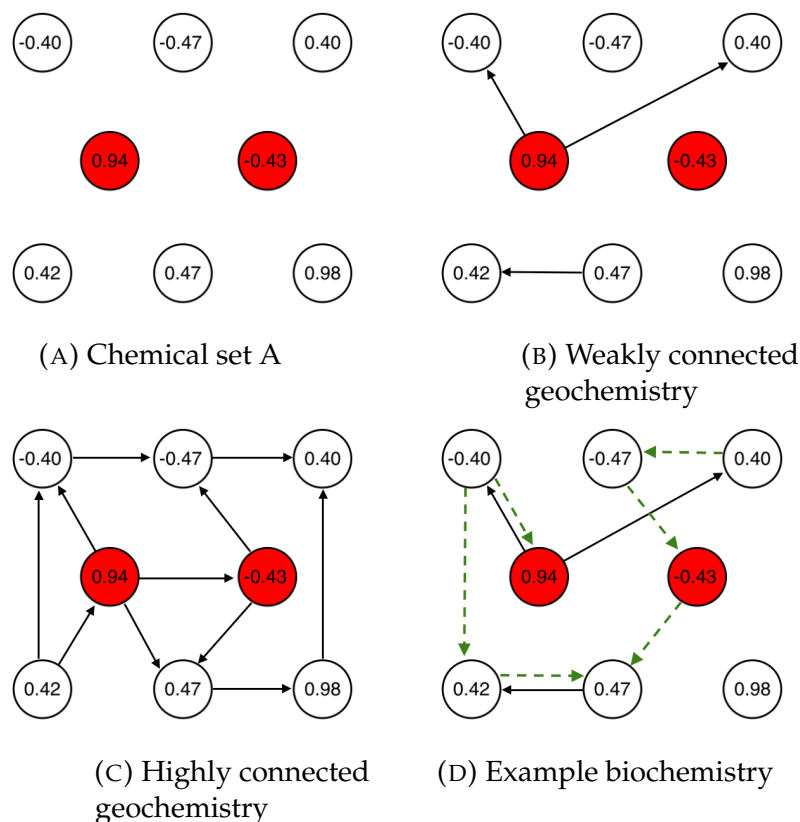 -0.40 -0.47 0.40
0.94 -0.43
0.42 0.47 0.98
(A) Chemical set A
-0.40 -0.47 0.40
0.94 -0.43
0.42 0.47 0.98
(B) Weakly connected
geochemistry
-0.40 -0.47 0.40
0.94 -0.43
0.42 0.47 0.98
(C) Highly connected
geochemistry
-0.40 -0.47 0.40
0.94 -0.43
0.42 0.47 0.98
(D) Example biochemistry